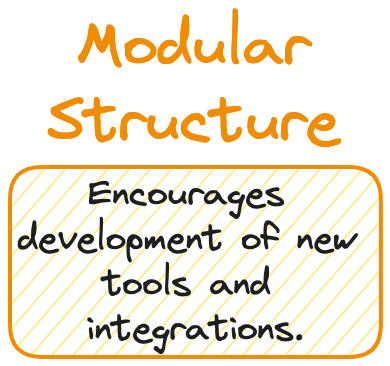 Modular
Structure
Encourages
development of new
tools and
integrations.